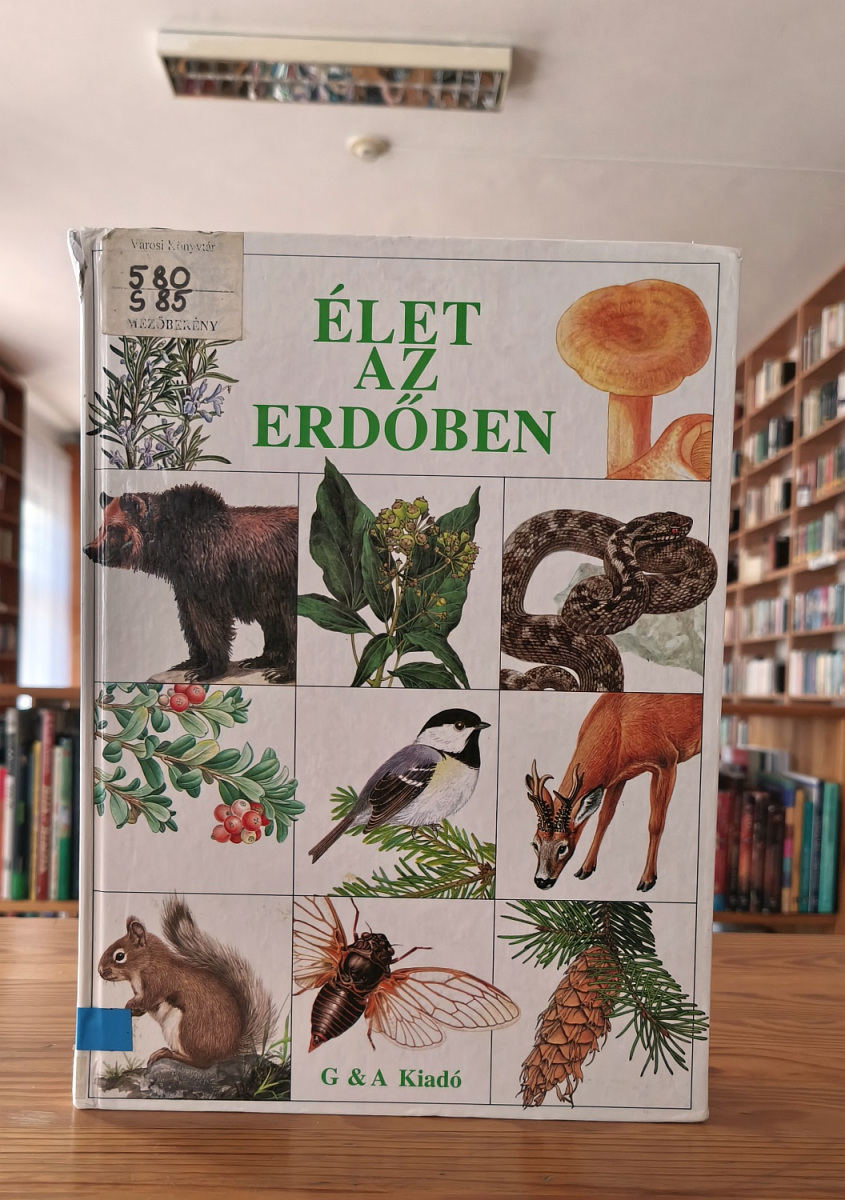 Városi Könyvtár
580
S 85
MEZŐBERÉNY
ÉLET
AZ
ERDŐBEN
G & A Kiadó